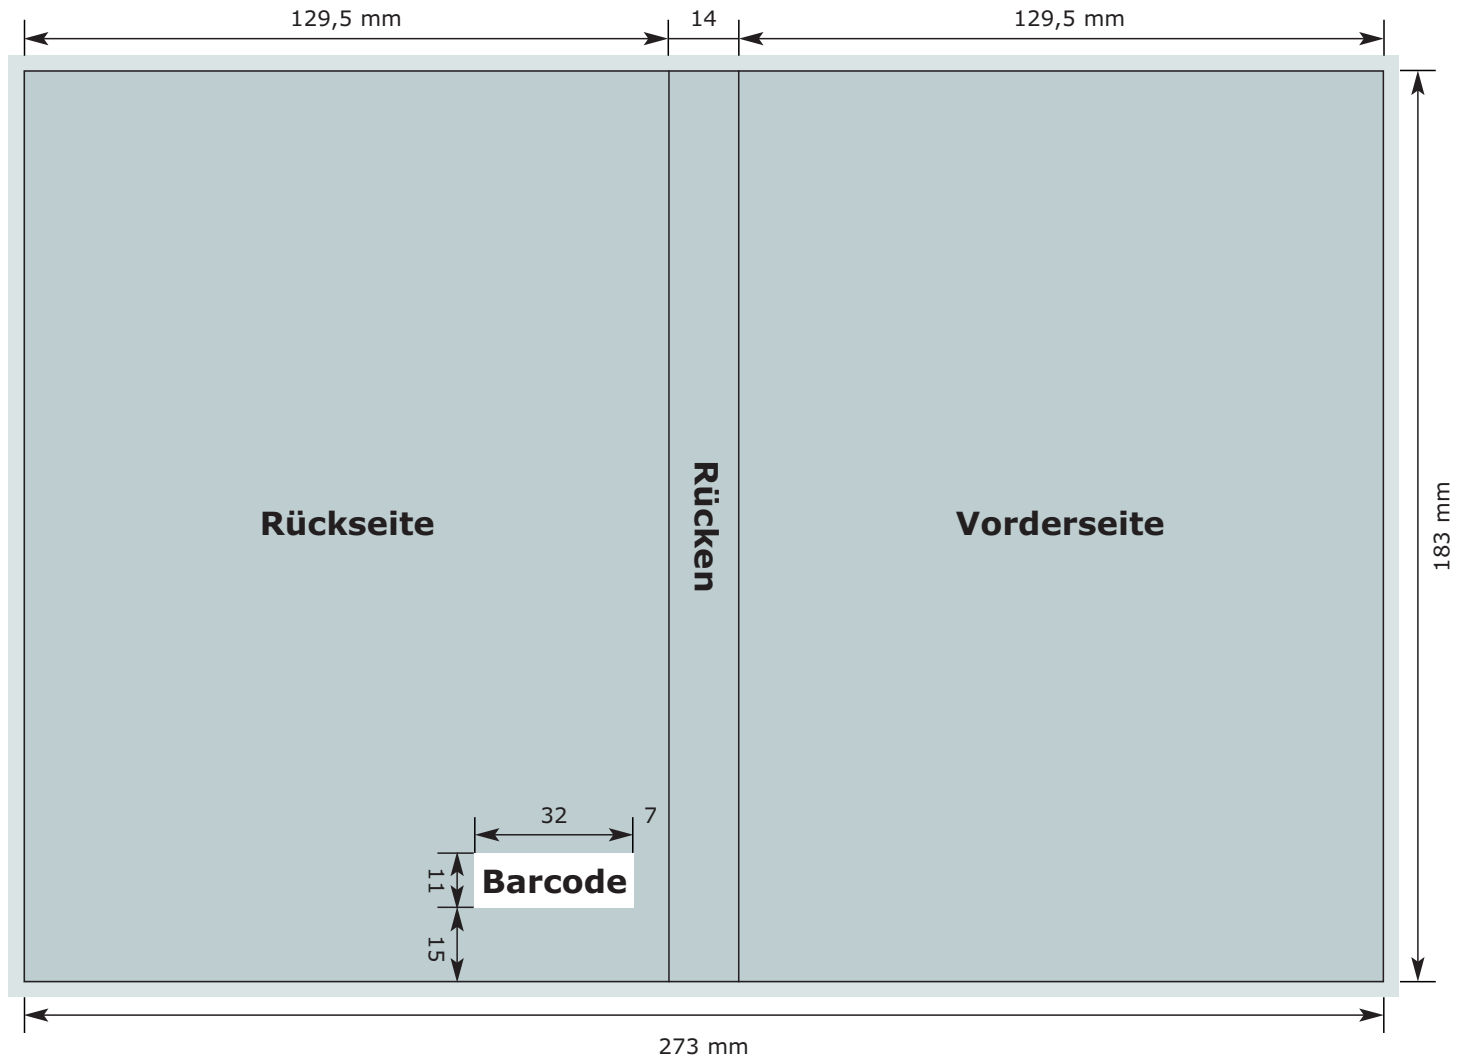 129,5 mm
14
129,5 mm
Rückseite
Rücken
Vorderseite
183 mm
32
7
11
Barcode
15
273 mm